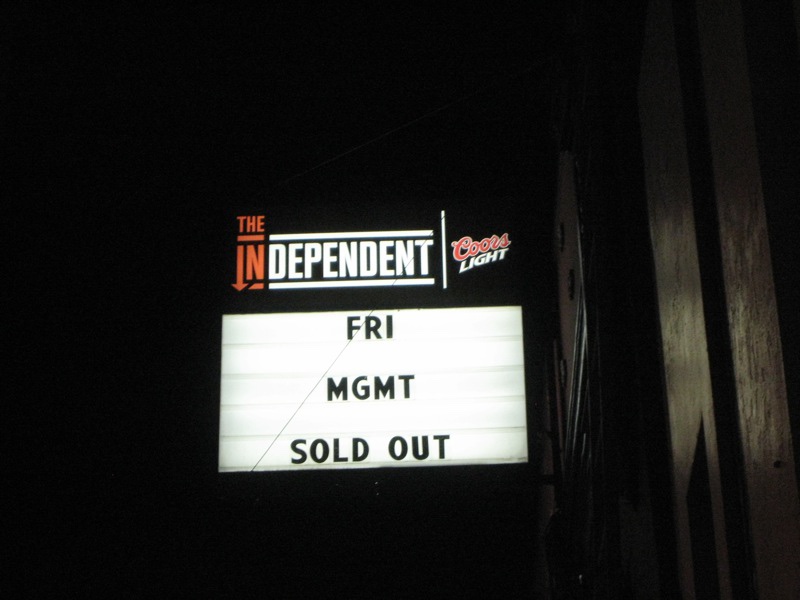 THE
INDEPENDENT
Coors
LIGHT
FRI
MGMT
SOLD OUT